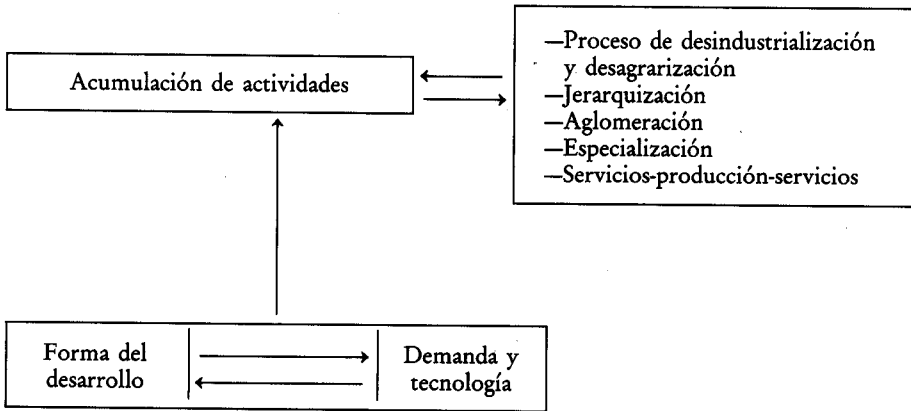 Acumulación de actividades
—Proceso de desindustrialización
y desagrarización
—Jerarquización
—Aglomeración
—Especialización
—Servicios-producción-servicios
Forma del
desarrollo
Demanda y
tecnología